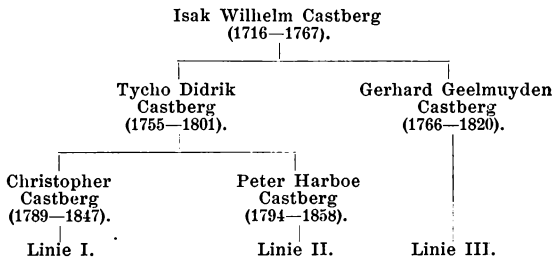 Isak Wilhelm Castberg
(1716—1767).
Tycho Didrik
Castberg
(1755—1801).
Gerhard Geelmuyden
Castberg
(1766—1820).
Christopher
Castberg
(1789—1847).
Peter Harboe
Castberg
(1794—1858).
Linie I.
Linie II.
Linie III.